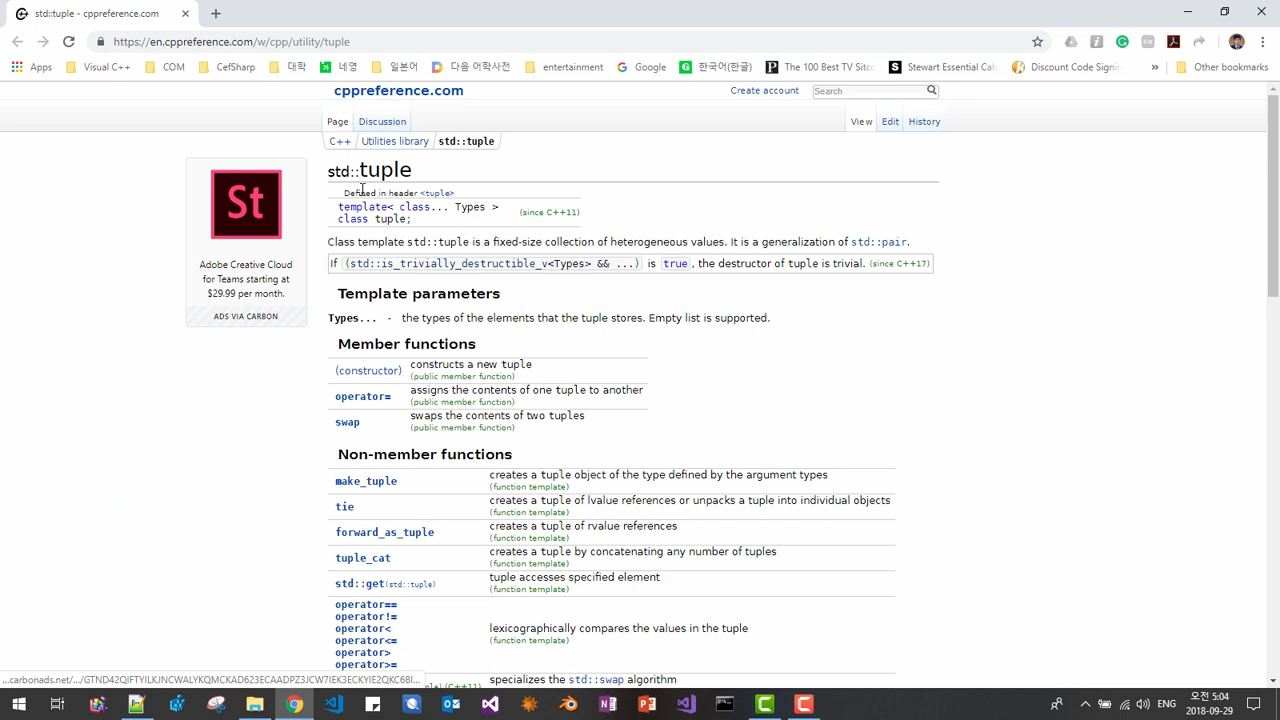 std::tuple - cppreference.com
https://en.cppreference.com/w/cpp/utility/tuple
Apps Visual C++ COM CefSharp 대학 네영 일본어 다음 어학사전 entertainment Google 한국어(한글) The 100 Best TV Sitco Stewart Essential Calc Discount Code Signin » Other bookmarks
cppreference.com
Create account
Search
Page Discussion
View Edit History
C++ Utilities library std::tuple
std::tuple
Defined in header <tuple>
template< class... Types >
class tuple;
(since C++11)
Class template std::tuple is a fixed-size collection of heterogeneous values. It is a generalization of std::pair.
If (std::is_trivially_destructible_v<Types> && ...) is true, the destructor of tuple is trivial. (since C++17)
St
Adobe Creative Cloud
for Teams starting at
$29.99 per month.
ADS VIA CARBON
Template parameters
Types... - the types of the elements that the tuple stores. Empty list is supported.
Member functions
(constructor) constructs a new tuple
(public member function)
operator= assigns the contents of one tuple to another
(public member function)
swap swaps the contents of two tuples
(public member function)
Non-member functions
make_tuple creates a tuple object of the type defined by the argument types
(function template)
tie creates a tuple of lvalue references or unpacks a tuple into individual objects
(function template)
forward_as_tuple creates a tuple of rvalue references
(function template)
tuple_cat creates a tuple by concatenating any number of tuples
(function template)
std::get(std::tuple) tuple accesses specified element
(function template)
operator==
operator!=
operator<
operator<=
operator>
operator>=
lexicographically compares the values in the tuple
(function template)
(C++11) specializes the std::swap algorithm
ENG
오전 5:04
2018-09-29